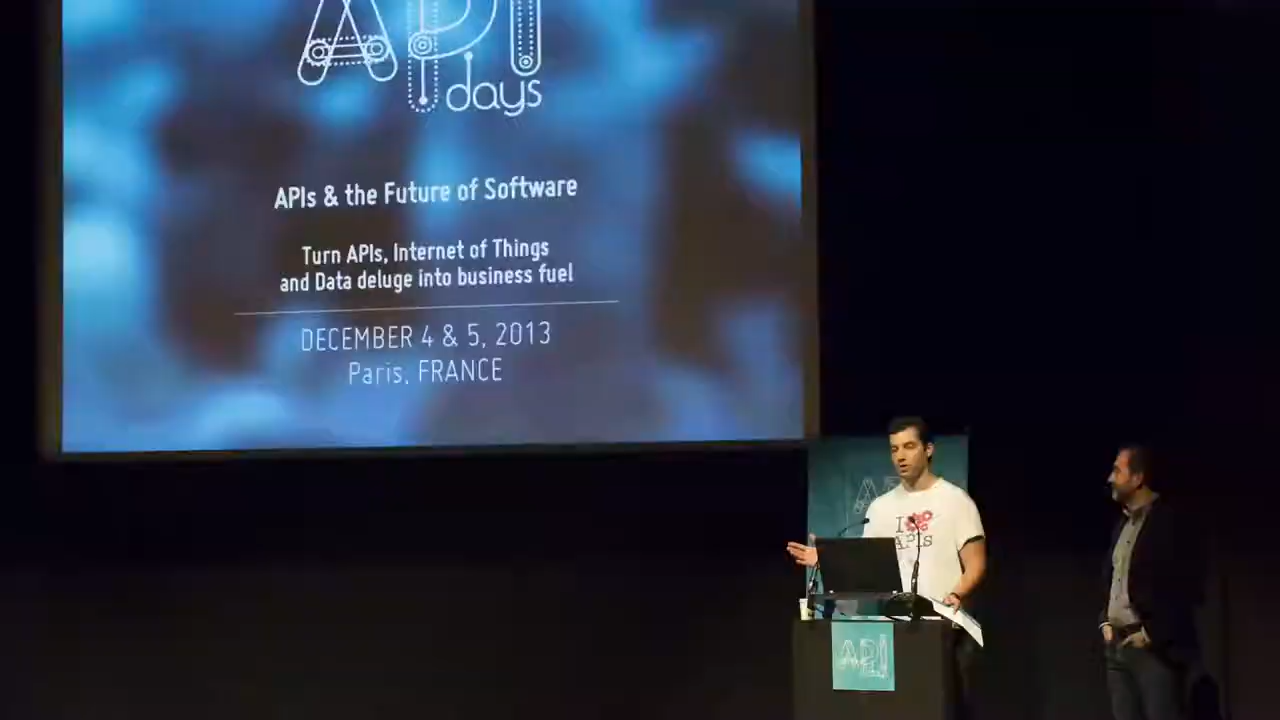 API
days
APIs & the Future of Software
Turn APIs, Internet of Things
and Data deluge into business fuel
DECEMBER 4 & 5, 2013
Paris, FRANCE
I
APIs
API